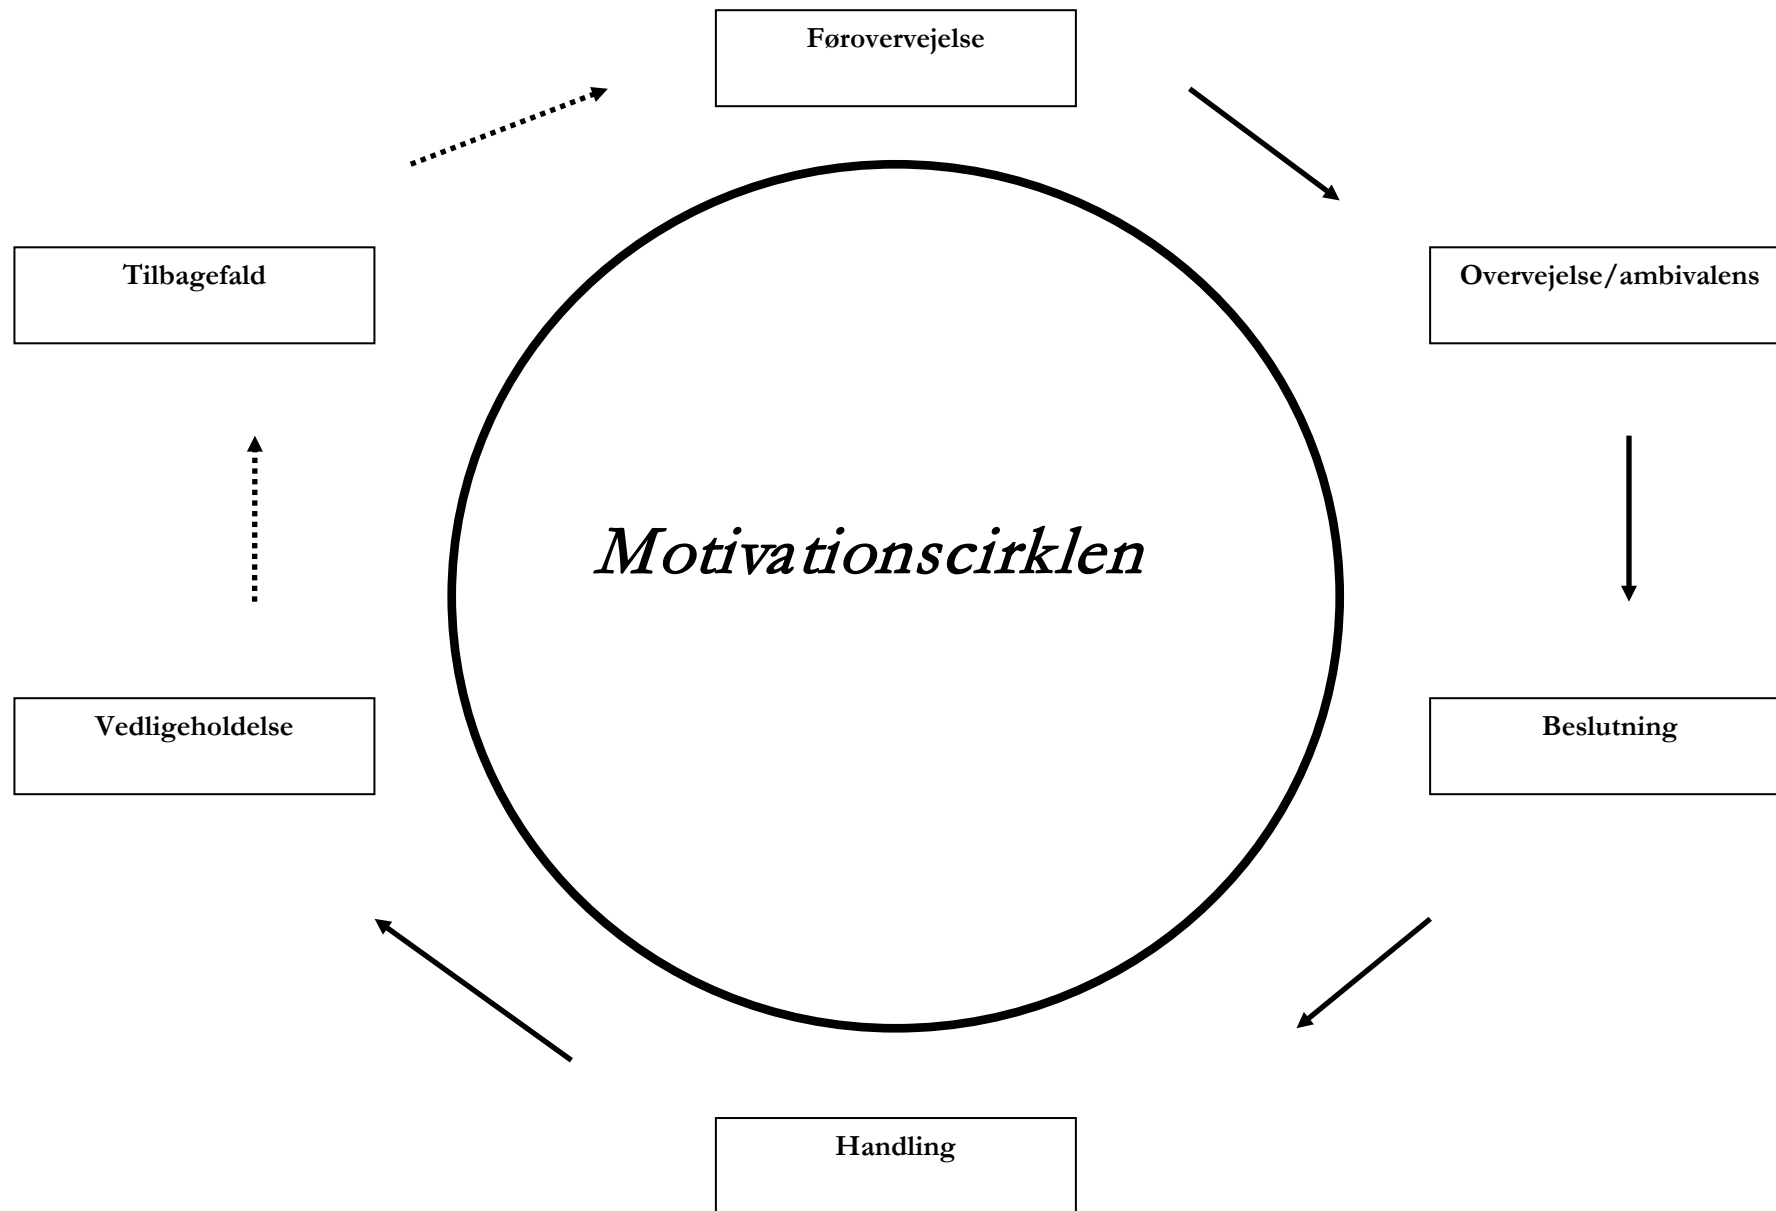 Førovervejelse
Tilbagefald
Overvejelse/ambivalens
Motivationscirklen
Vedligeholdelse
Beslutning
Handling